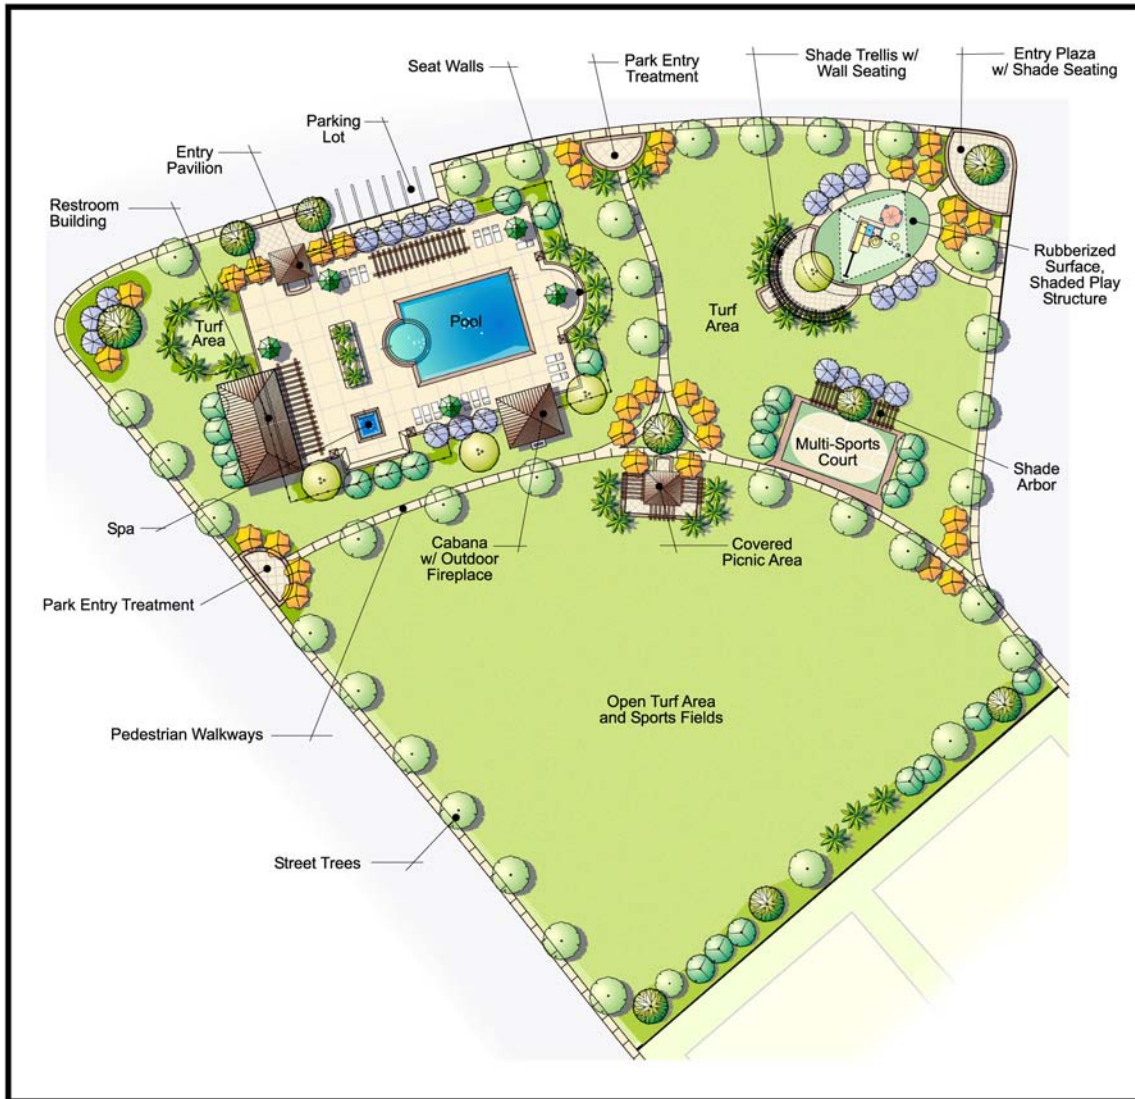 Seat Walls
Park Entry
Treatment
Shade Trellis w/
Wall Seating
Entry Plaza
w/ Shade Seating
Parking
Lot
Entry
Pavilion
Restroom
Building
Rubberized
Surface,
Shaded Play
Structure
Turf
Area
Pool
Turf
Area
Multi-Sports
Court
Shade
Arbor
Spa
Cabana
w/ Outdoor
Fireplace
Covered
Picnic Area
Park Entry Treatment
Open Turf Area
and Sports Fields
Pedestrian Walkways
Street Trees